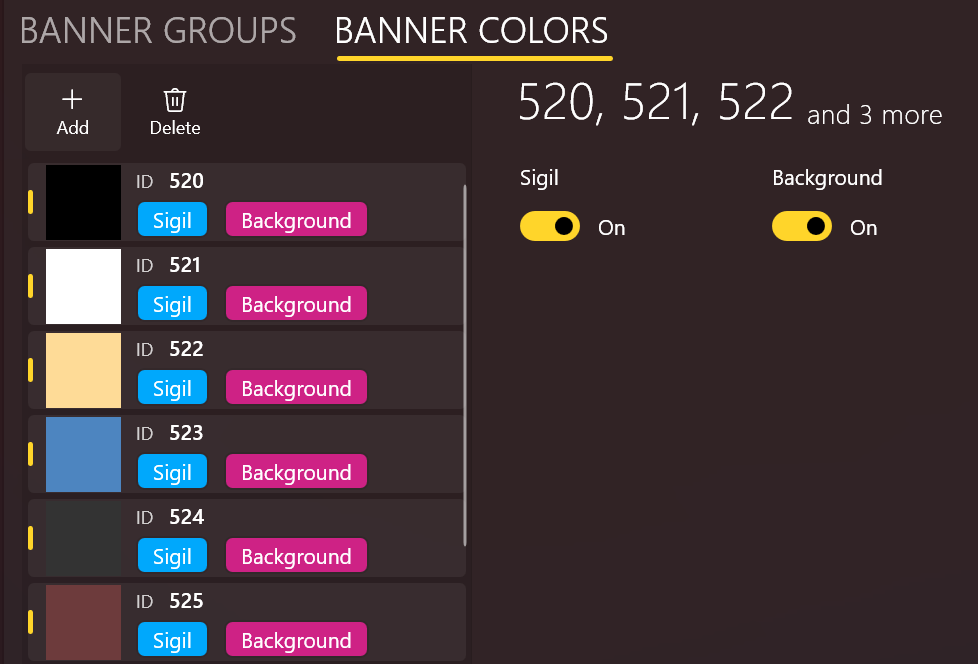 BANNER GROUPS BANNER COLORS
Add Delete
520, 521, 522 and 3 more
Sigil Background
On On
ID 520
Sigil Background
ID 521
Sigil Background
ID 522
Sigil Background
ID 523
Sigil Background
ID 524
Sigil Background
ID 525
Sigil Background